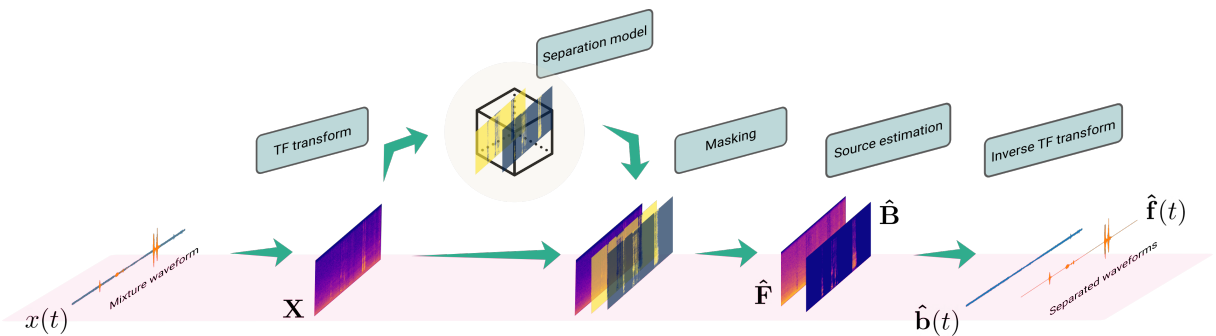 Separation model
TF transform
Masking
Source estimation
Inverse TF transform
Mixture waveform
x(t)
X
F̂
B̂
b̂(t)
f̂(t)
Separated waveforms